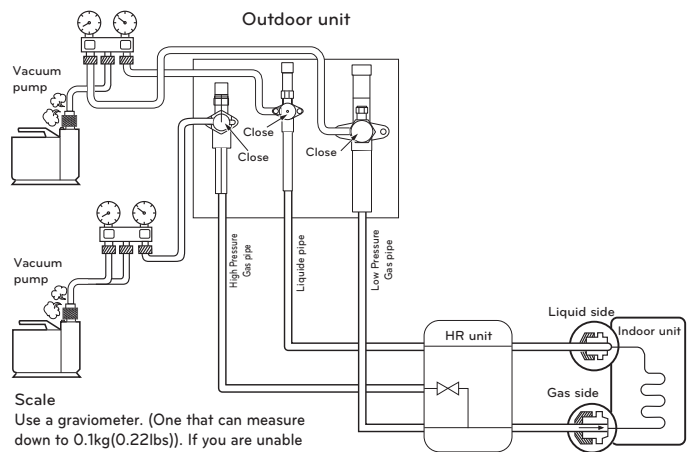 Outdoor unit
Vacuum
pump
Close
Close
Close
Vacuum
pump
High Pressure
Gas pipe
Liquide pipe
Low Pressure
Gas pipe
HR unit
Liquid side
Indoor unit
Gas side
Scale
Use a graviometer. (One that can measure
down to 0.1kg(0.22lbs)). If you are unable